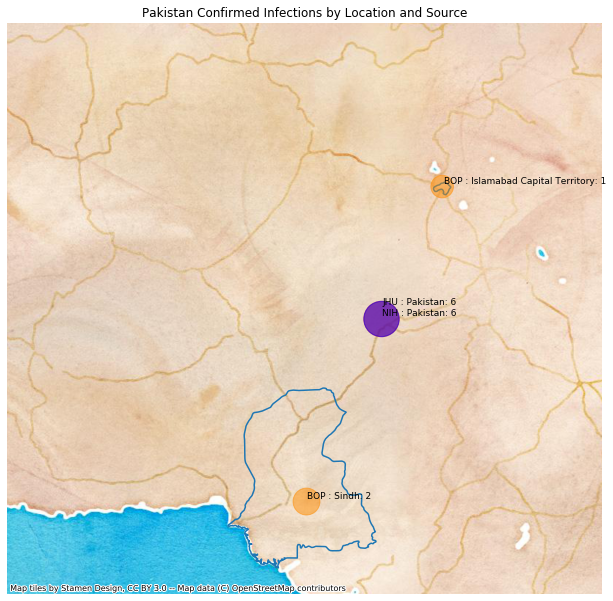 Pakistan Confirmed Infections by Location and Source
BOP : Islamabad Capital Territory: 1
JHU : Pakistan: 6
NIH : Pakistan: 6
BOP : Sindh: 2
Map tiles by Stamen Design, CC BY 3.0 -- Map data (C) OpenStreetMap contributors